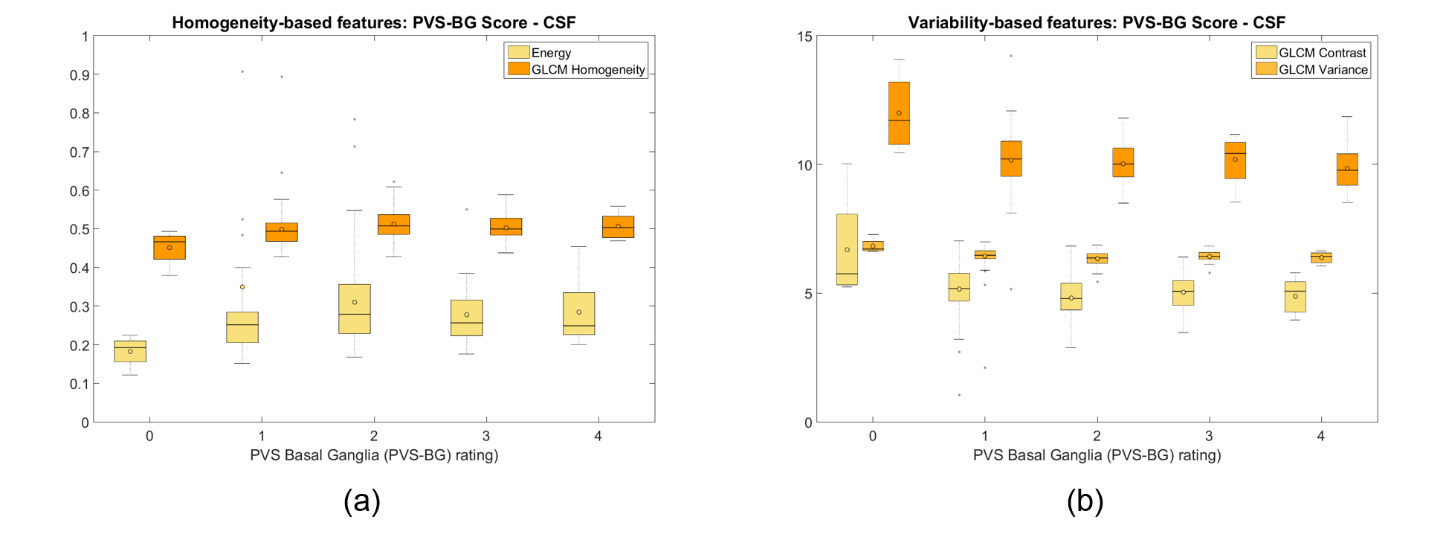 Homogeneity-based features: PVS-BG Score - CSF
1
0.9
0.8
0.7
0.6
0.5
0.4
0.3
0.2
0.1
0
Energy
GLCM Homogeneity
0 1 2 3 4
PVS Basal Ganglia (PVS-BG) rating)
(a)
Variability-based features: PVS-BG Score - CSF
15
10
5
0
GLCM Contrast
GLCM Variance
0 1 2 3 4
PVS Basal Ganglia (PVS-BG) rating)
(b)